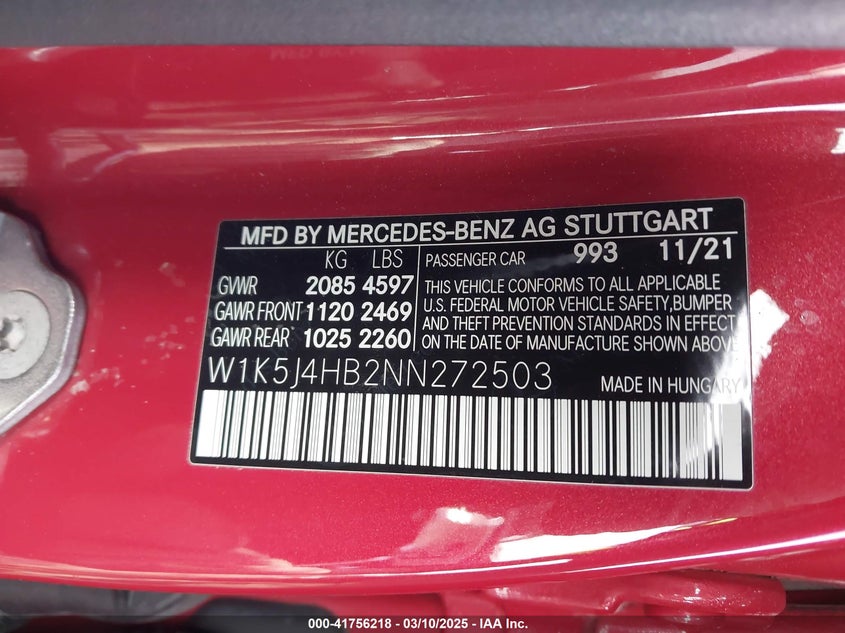 MFD BY MERCEDES-BENZ AG STUTTGART
KG LBS
GVWR 2085 4597
GAWR FRONT 1120 2469
GAWR REAR 1025 2260
PASSENGER CAR 993 11/21
THIS VEHICLE CONFORMS TO ALL APPLICABLE
U.S. FEDERAL MOTOR VEHICLE SAFETY,BUMPER
AND THEFT PREVENTION STANDARDS IN EFFECT
ON THE DATE OF MANUFACTURE SHOWN ABOVE.
W1K5J4HB2NN272503 MADE IN HUNGARY
000-41756218 - 03/10/2025 - IAA Inc.